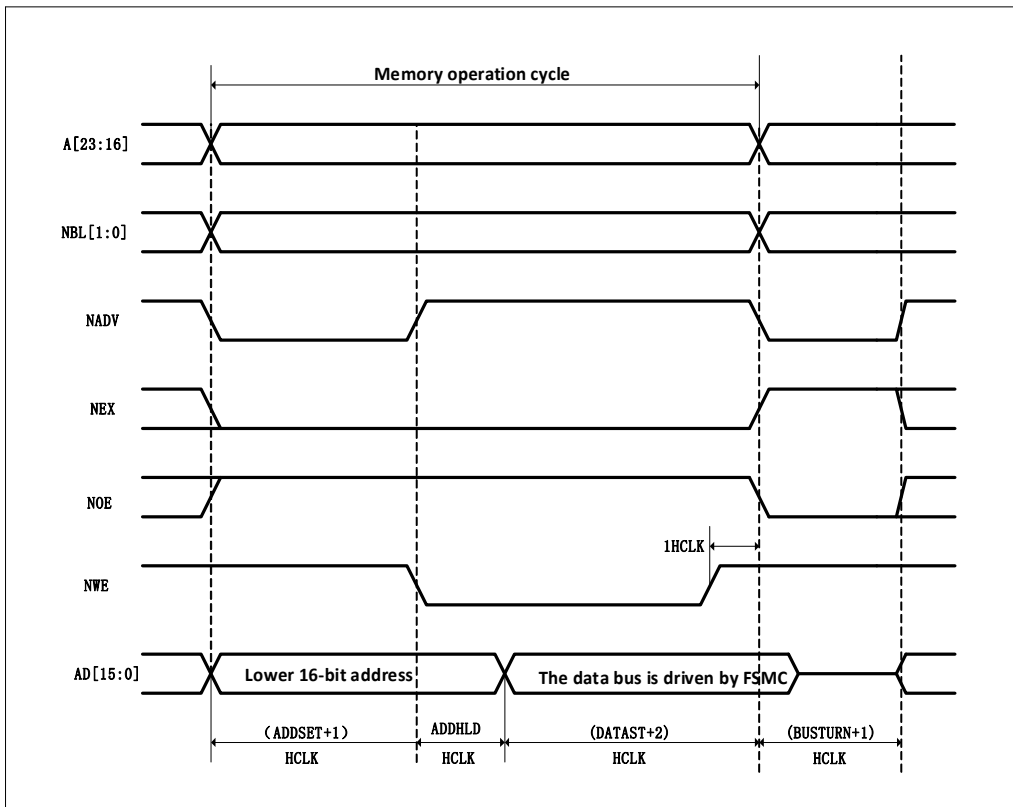 Memory operation cycle
A[23:16]
NBL[1:0]
NADV
NEX
NOE
1HCLK
NWE
AD[15:0]
Lower 16-bit address
The data bus is driven by FSMC
(ADDSET+1)
ADDHLD
(DATAST+2)
(BUSTURN+1)
HCLK
HCLK
HCLK
HCLK